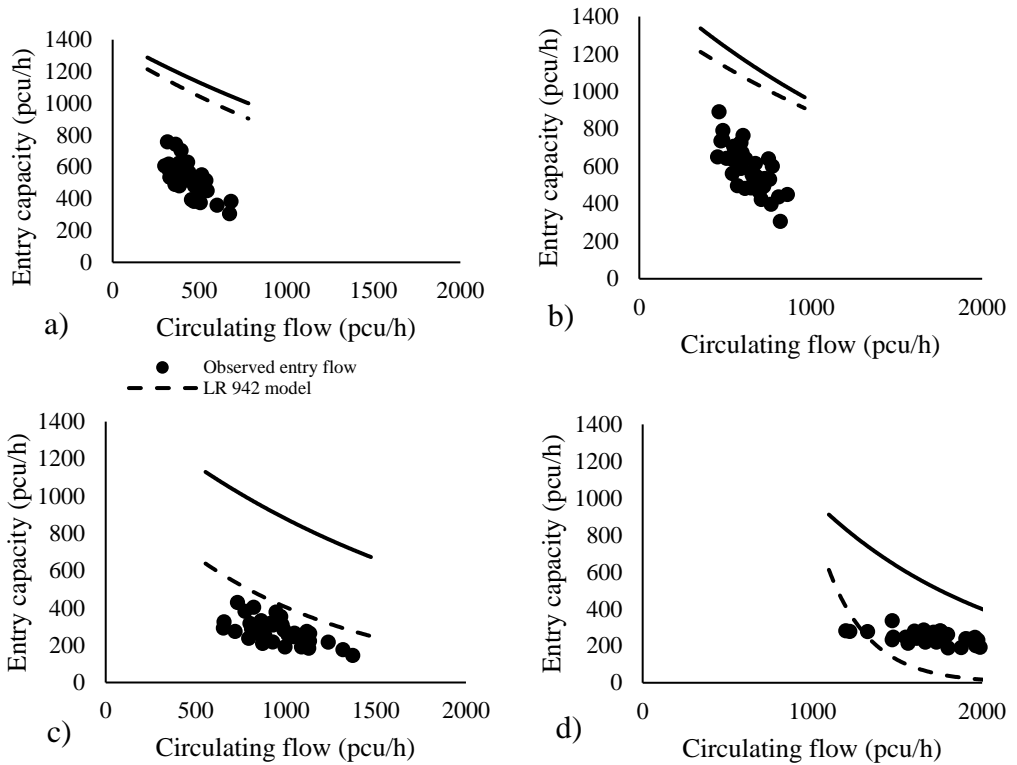 Entry capacity (pcu/h)
1400
1200
1000
800
600
400
200
0
0 500 1000 1500 2000
a)
Circulating flow (pcu/h)
Entry capacity (pcu/h)
1400
1200
1000
800
600
400
200
0
0 1000 2000
b)
Circulating flow (pcu/h)
Observed entry flow
LR 942 model
Entry capacity (pcu/h)
1400
1200
1000
800
600
400
200
0
0 500 1000 1500 2000
c)
Circulating flow (pcu/h)
Entry capacity (pcu/h)
1400
1200
1000
800
600
400
200
0
0 1000 2000
d)
Circulating flow (pcu/h)